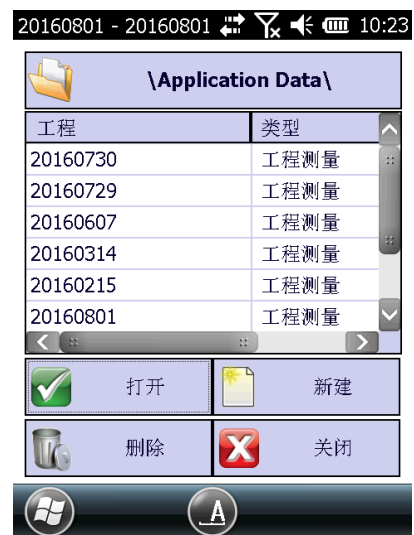 20160801 - 20160801 10:23
\Application Data\
工程 类型
20160730 工程测量
20160729 工程测量
20160607 工程测量
20160314 工程测量
20160215 工程测量
20160801 工程测量
打开 新建
删除 关闭
A